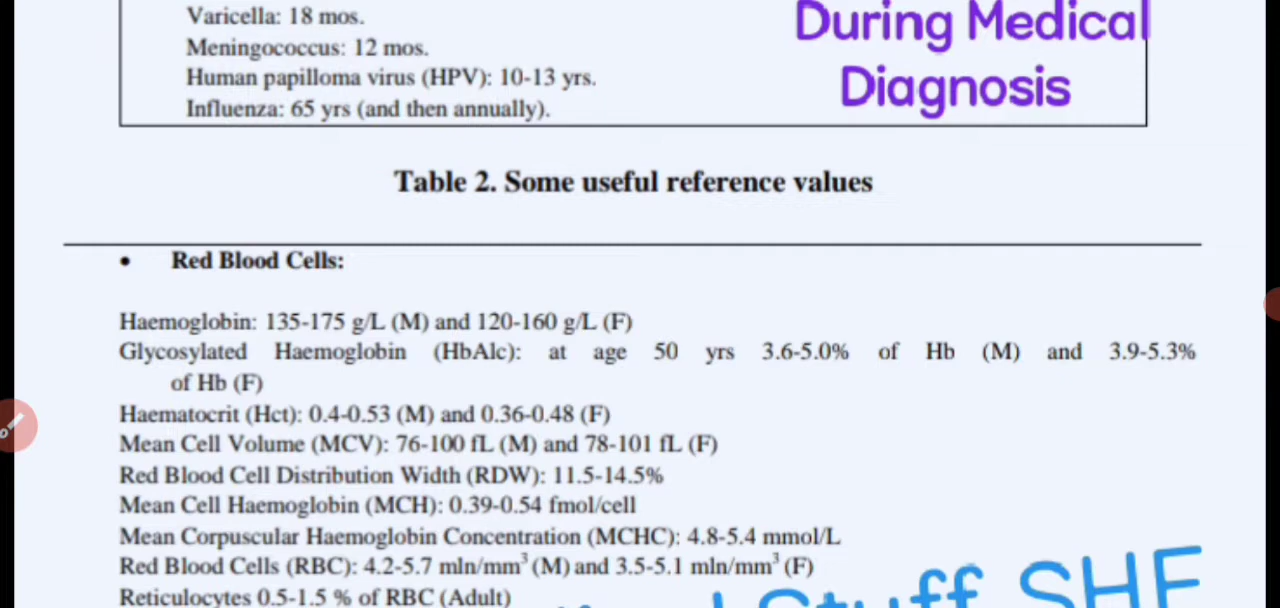 Varicella: 18 mos.
Meningococcus: 12 mos.
Human papilloma virus (HPV): 10-13 yrs.
Influenza: 65 yrs (and then annually).
During Medical
Diagnosis
Table 2. Some useful reference values
• Red Blood Cells:
Haemoglobin: 135-175 g/L (M) and 120-160 g/L (F)
Glycosylated Haemoglobin (HbAlc): at age 50 yrs 3.6-5.0% of Hb (M) and 3.9-5.3%
of Hb (F)
Haematocrit (Hct): 0.4-0.53 (M) and 0.36-0.48 (F)
Mean Cell Volume (MCV): 76-100 fL (M) and 78-101 fL (F)
Red Blood Cell Distribution Width (RDW): 11.5-14.5%
Mean Cell Haemoglobin (MCH): 0.39-0.54 fmol/cell
Mean Corpuscular Haemoglobin Concentration (MCHC): 4.8-5.4 mmol/L
Red Blood Cells (RBC): 4.2-5.7 mln/mm³ (M) and 3.5-5.1 mln/mm³ (F)
Reticulocytes 0.5-1.5 % of RBC (Adult)
Stuff SHF